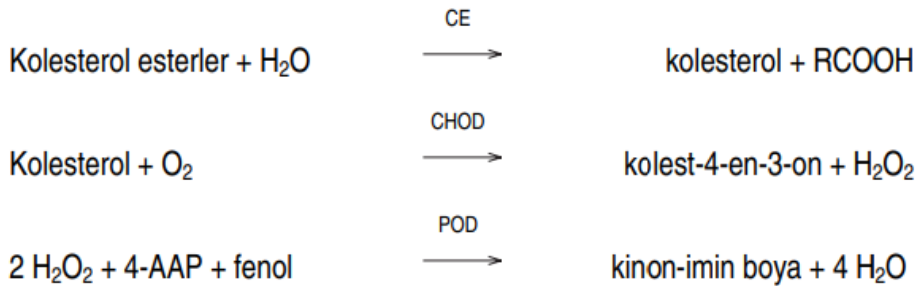 CE
Kolesterol esterler + H₂O ⟶ kolesterol + RCOOH
CHOD
Kolesterol + O₂ ⟶ kolest-4-en-3-on + H₂O₂
POD
2 H₂O₂ + 4-AAP + fenol ⟶ kinon-imin boya + 4 H₂O